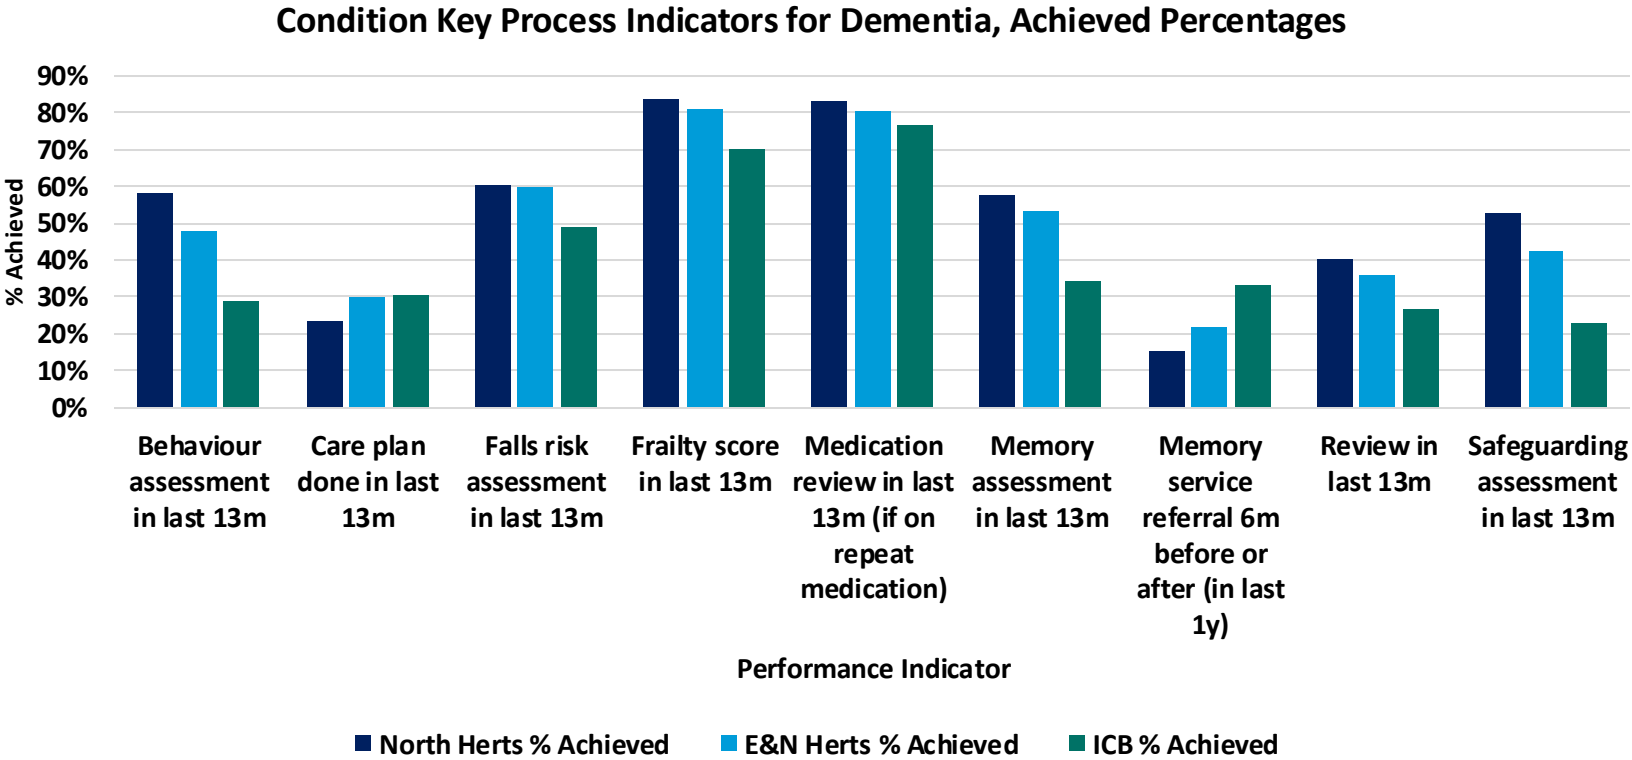 Condition Key Process Indicators for Dementia, Achieved Percentages
90%
80%
70%
60%
50%
40%
30%
20%
10%
0%
% Achieved
Behaviour
assessment
in last 13m
Care plan
done in last
13m
Falls risk
assessment
in last 13m
Frailty score
in last 13m
Medication
review in last
13m (if on
repeat
medication)
Memory
assessment
in last 13m
Memory
service
referral 6m
before or
after (in last
1y)
Review in
last 13m
Safeguarding
assessment
in last 13m
Performance Indicator
North Herts % Achieved
E&N Herts % Achieved
ICB % Achieved